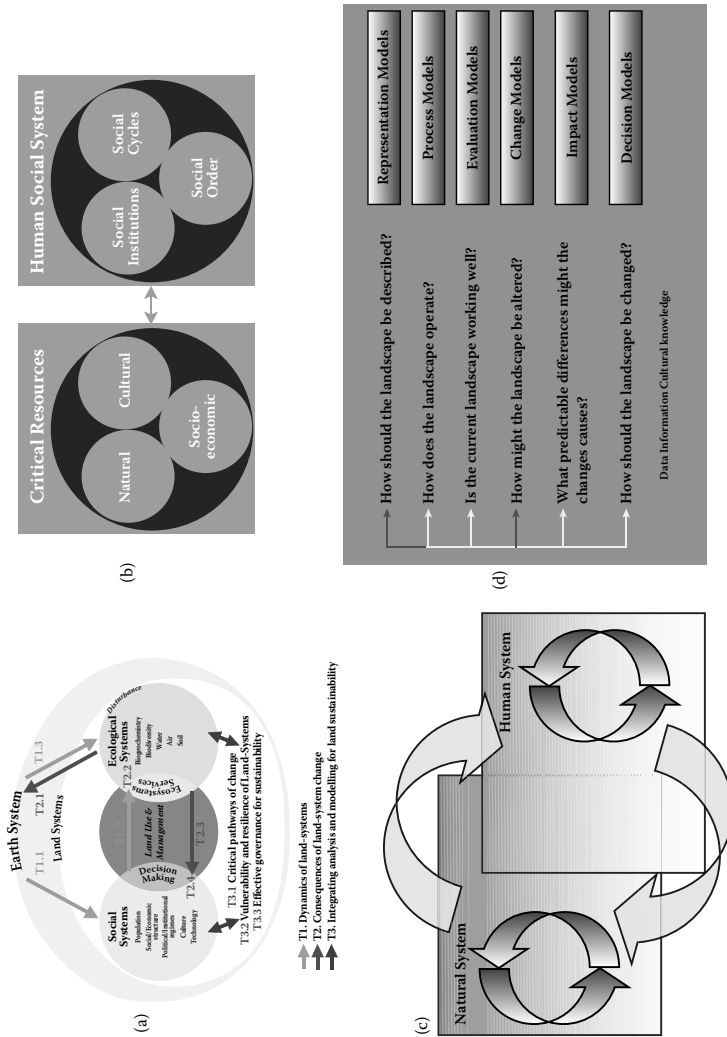 Earth System
T1.1
T2.1
T1.3
Land Systems
Social
Systems
Population
Social/Economic
structure
Political/Institutional
regimes
Culture
Technology
Decision
Making
T1.2
Land Use &
Management
T2.3
T2.4
Ecosystems
Services
T2.2
Ecological
Systems
Disturbance
Biogeochemistry
Biodiversity
Water
Air
Soil
T3.1 Critical pathways of change
T3.2 Vulnerability and resilience of Land-Systems
T3.3 Effective governance for sustainability
T1. Dynamics of land-systems
T2. Consequences of land-system change
T3. Integrating analysis and modelling for land sustainability
(a)
Critical Resources
Natural
Cultural
Socio-
economic
Human Social System
Social
Institutions
Social
Cycles
Social
Order
(b)
Natural System
Human System
(c)
How should the landscape be described?
Representation Models
How does the landscape operate?
Process Models
Is the current landscape working well?
Evaluation Models
How might the landscape be altered?
Change Models
What predictable differences might the
changes causes?
Impact Models
How should the landscape be changed?
Decision Models
Data Information Cultural knowledge
(d)